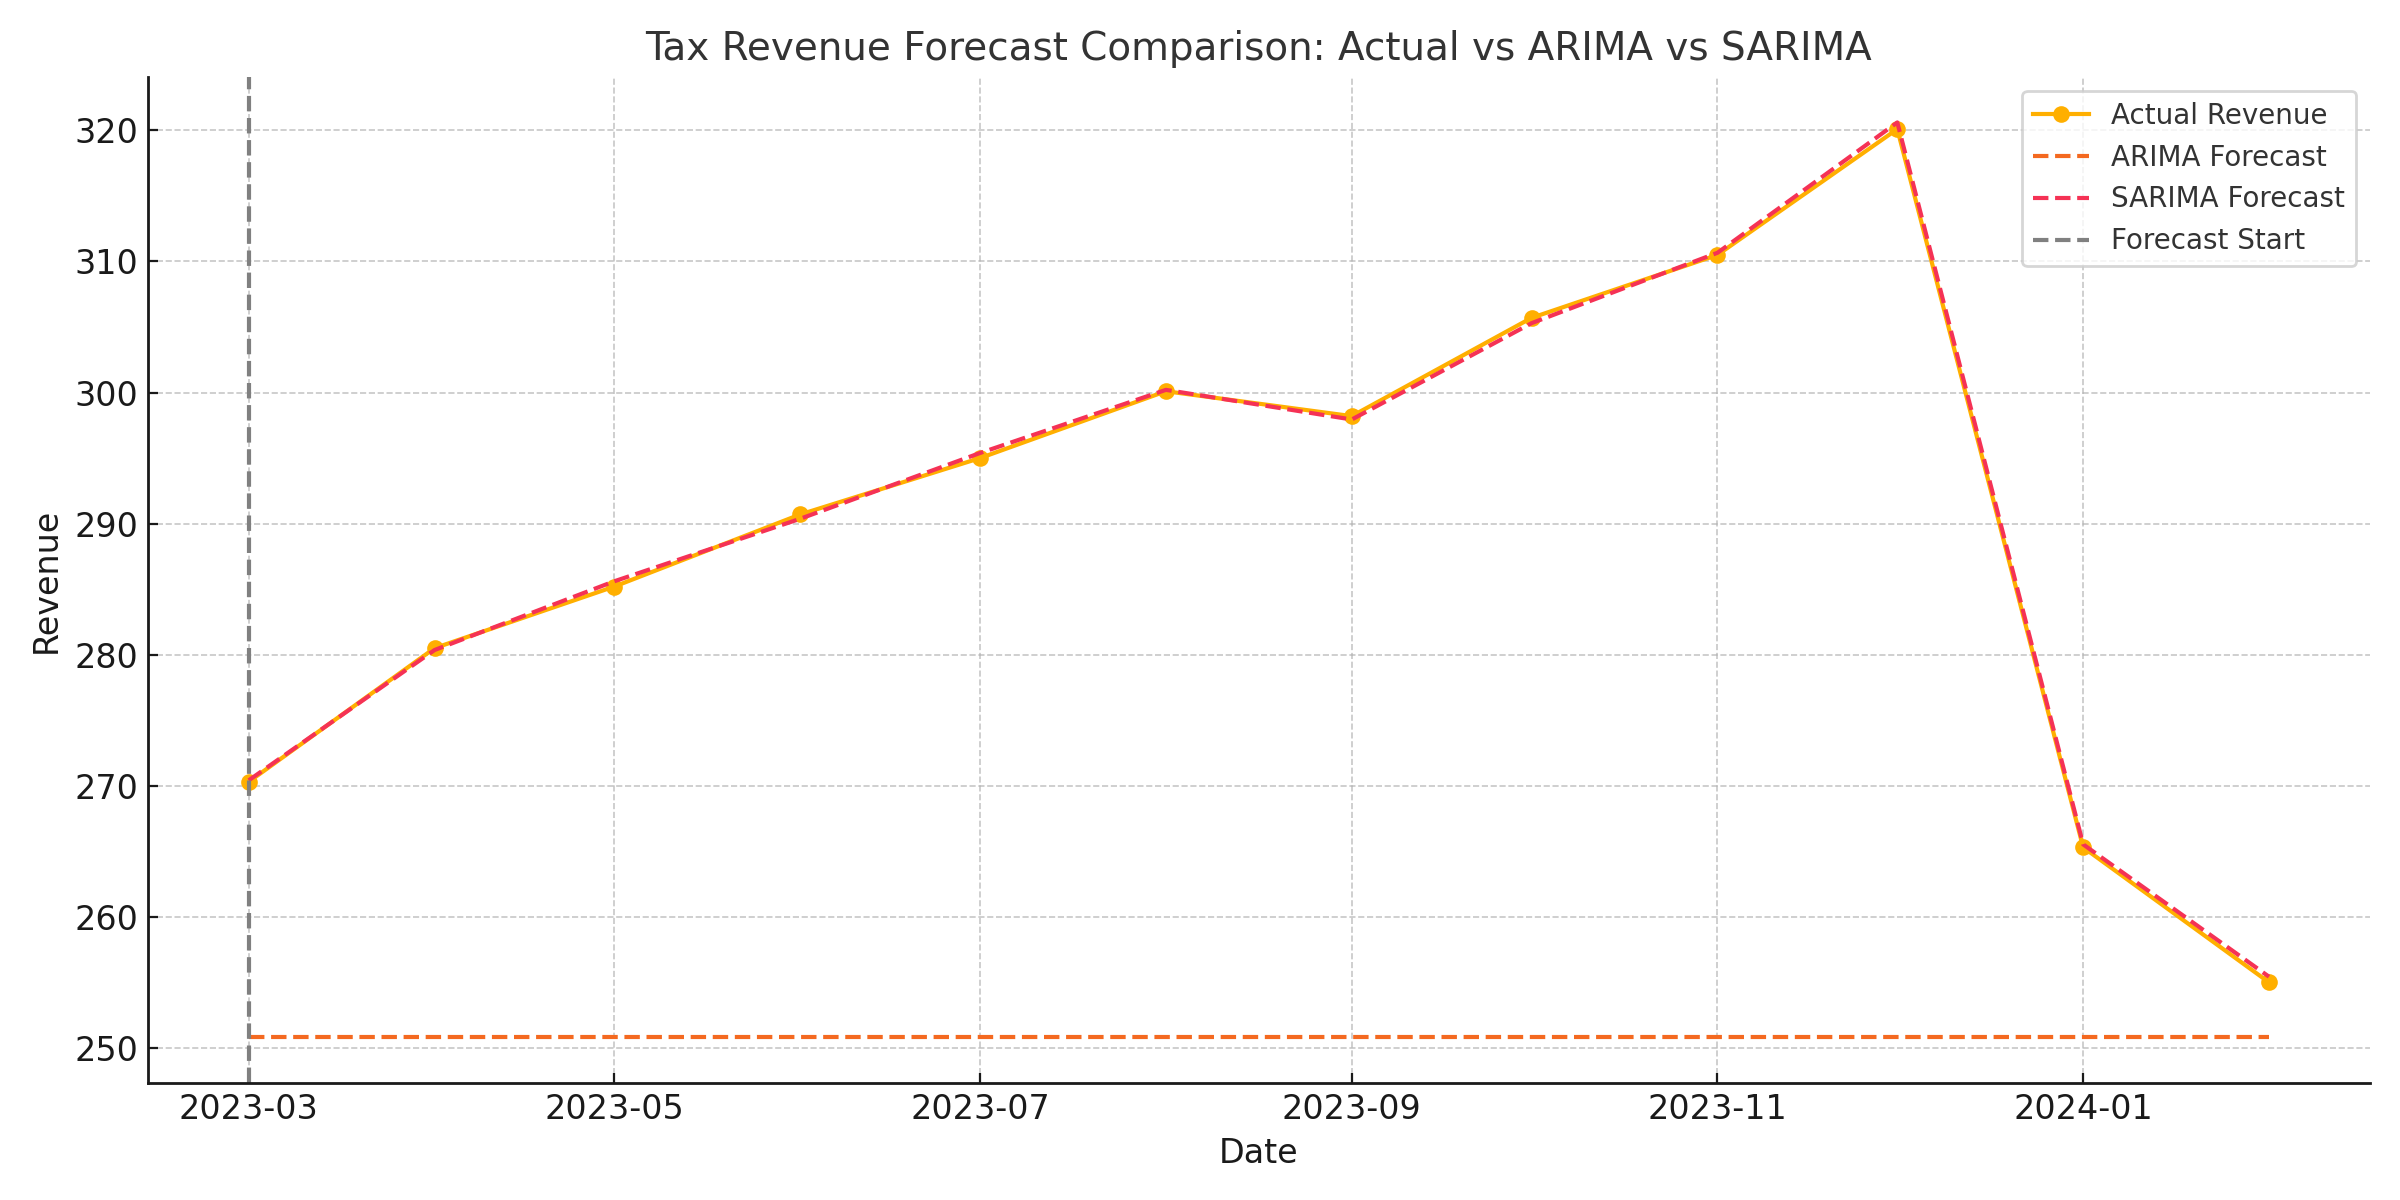 Tax Revenue Forecast Comparison: Actual vs ARIMA vs SARIMA
Actual Revenue
ARIMA Forecast
SARIMA Forecast
Forecast Start
Revenue
320
310
300
290
280
270
260
250
2023-03
2023-05
2023-07
2023-09
2023-11
2024-01
Date